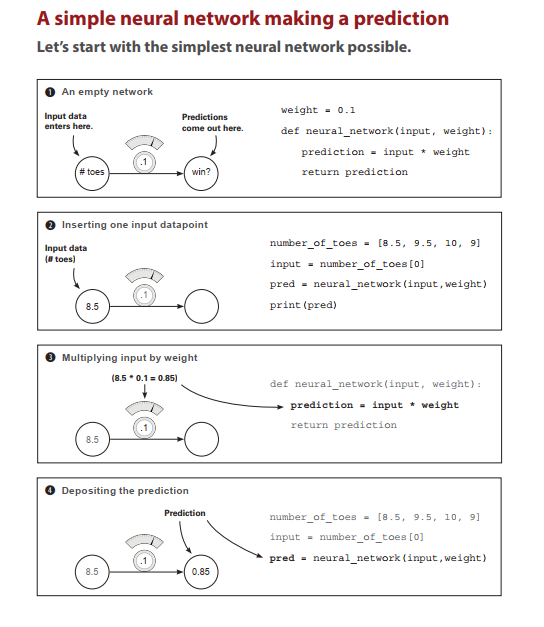 A simple neural network making a prediction
Let's start with the simplest neural network possible.
1 An empty network
Input data
enters here.
Predictions
come out here.
.1
# toes
win?
weight = 0.1
def neural_network(input, weight):
prediction = input * weight
return prediction
2 Inserting one input datapoint
Input data
(# toes)
.1
8.5
number_of_toes = [8.5, 9.5, 10, 9]
input = number_of_toes[0]
pred = neural_network(input,weight)
print(pred)
3 Multiplying input by weight
(8.5 * 0.1 = 0.85)
.1
8.5
def neural_network(input, weight):
prediction = input * weight
return prediction
4 Depositing the prediction
Prediction
.1
8.5
0.85
number_of_toes = [8.5, 9.5, 10, 9]
input = number_of_toes[0]
pred = neural_network(input,weight)